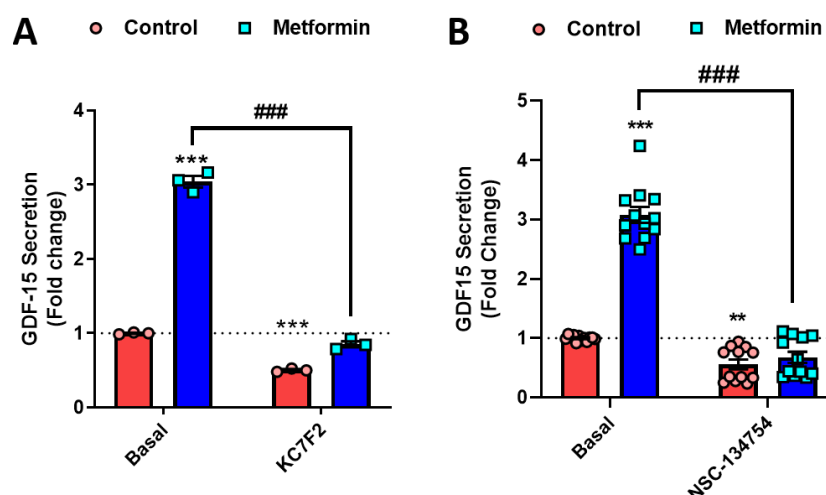 A
Control
Metformin
GDF-15 Secretion
(Fold change)
4
3
2
1
0
***
###
***
Basal
KC7F2
B
Control
Metformin
GDF15 Secretion
(Fold Change)
5
4
3
2
1
0
***
###
**
Basal
NSC-134754